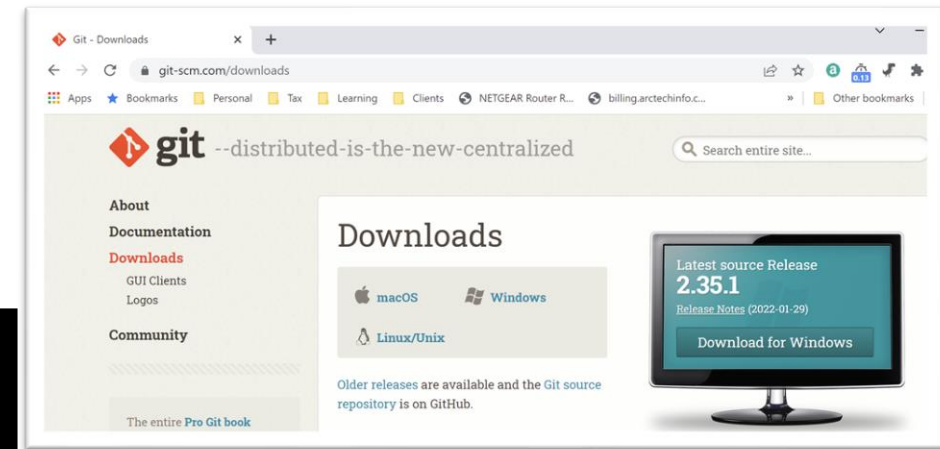 Git - Downloads
git-scm.com/downloads
0.13
Apps Bookmarks Personal Tax Learning Clients NETGEAR Router R... billing.arctechinfo.c... » Other bookmarks
git --distributed-is-the-new-centralized
Search entire site...
About
Documentation
Downloads
GUI Clients
Logos
Community
The entire Pro Git book
Downloads
macOS Windows
Linux/Unix
Older releases are available and the Git source
repository is on GitHub.
Latest source Release
2.35.1
Release Notes (2022-01-29)
Download for Windows